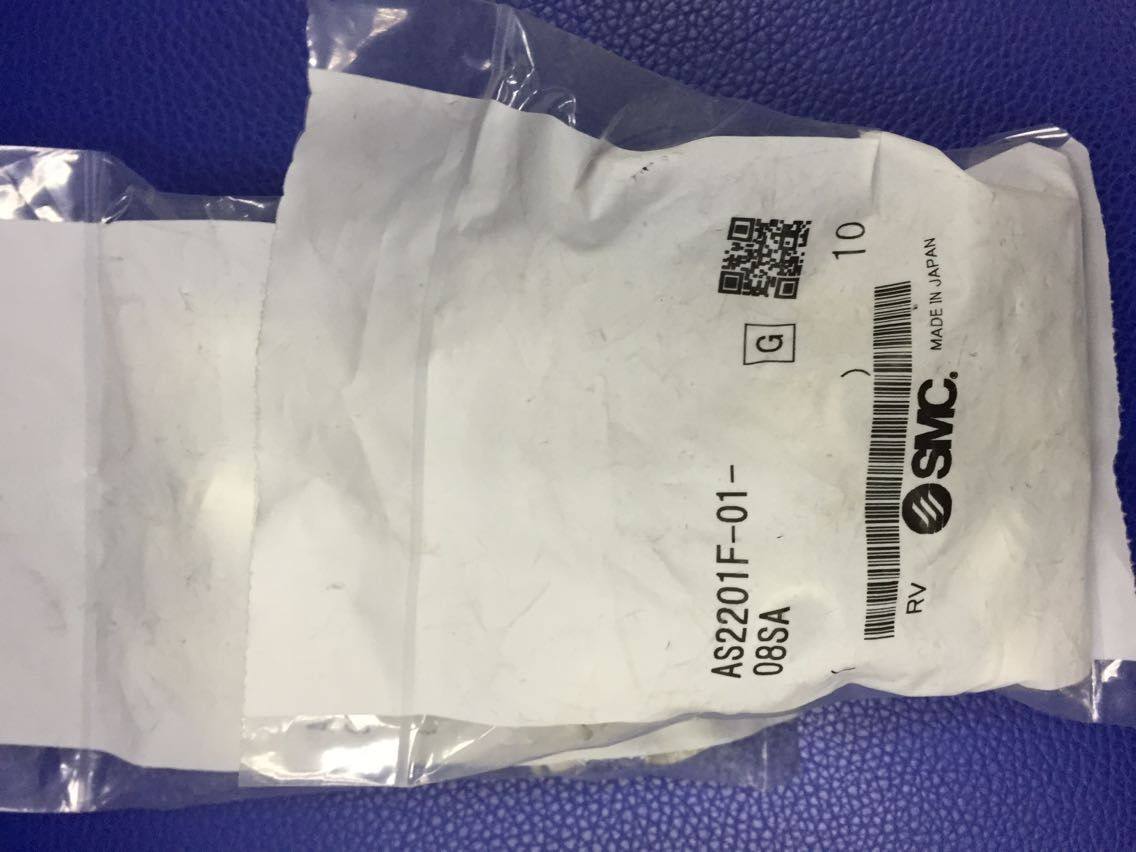 AS2201F-01-
08SA
G
( )
10
RV
SMC.
MADE IN JAPAN